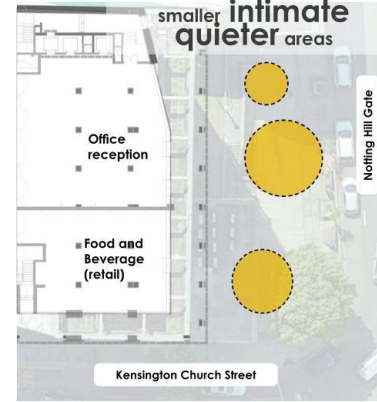 smaller intimate
quieter areas
Notting Hill Gate
Office
reception
Food and
Beverage
(retail)
Kensington Church Street